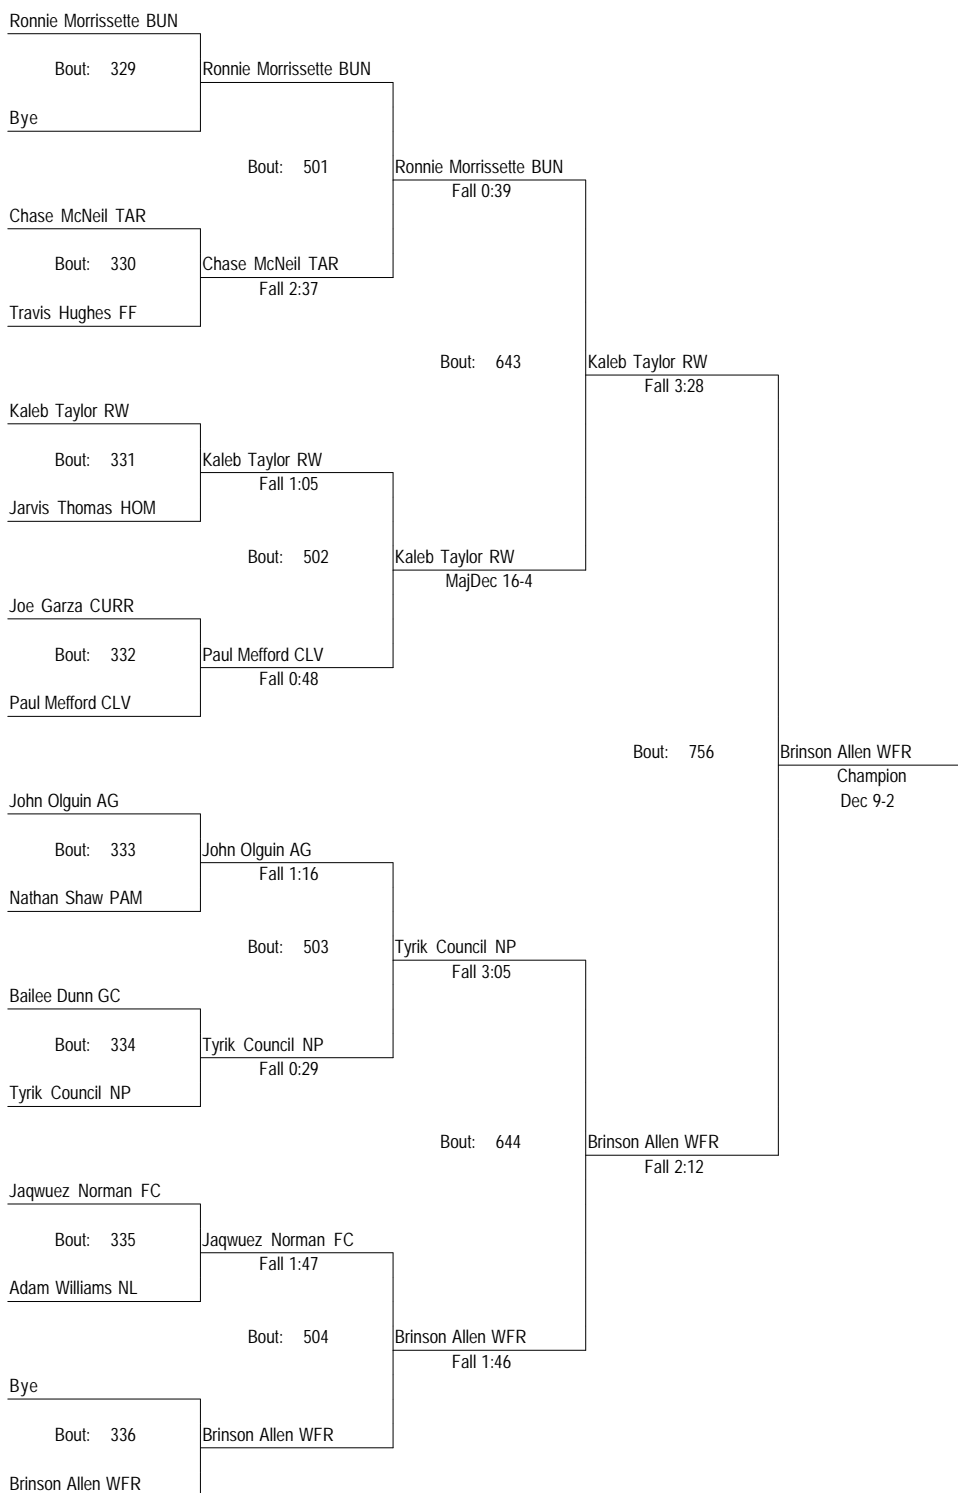 Ronnie Morrissette BUN
Bout: 329
Ronnie Morrissette BUN
Bye
Bout: 501
Ronnie Morrissette BUN
Fall 0:39
Chase McNeil TAR
Bout: 330
Chase McNeil TAR
Fall 2:37
Travis Hughes FF
Bout: 643
Kaleb Taylor RW
Fall 3:28
Kaleb Taylor RW
Bout: 331
Kaleb Taylor RW
Fall 1:05
Jarvis Thomas HOM
Bout: 502
Kaleb Taylor RW
MajDec 16-4
Joe Garza CURR
Bout: 332
Paul Mefford CLV
Fall 0:48
Paul Mefford CLV
Bout: 756
Brinson Allen WFR
Champion
Dec 9-2
John Olguin AG
Bout: 333
John Olguin AG
Fall 1:16
Nathan Shaw PAM
Bout: 503
Tyrik Council NP
Fall 3:05
Bailee Dunn GC
Bout: 334
Tyrik Council NP
Fall 0:29
Tyrik Council NP
Bout: 644
Brinson Allen WFR
Fall 2:12
Jaqwuez Norman FC
Bout: 335
Jaqwuez Norman FC
Fall 1:47
Adam Williams NL
Bout: 504
Brinson Allen WFR
Fall 1:46
Bye
Bout: 336
Brinson Allen WFR
Brinson Allen WFR